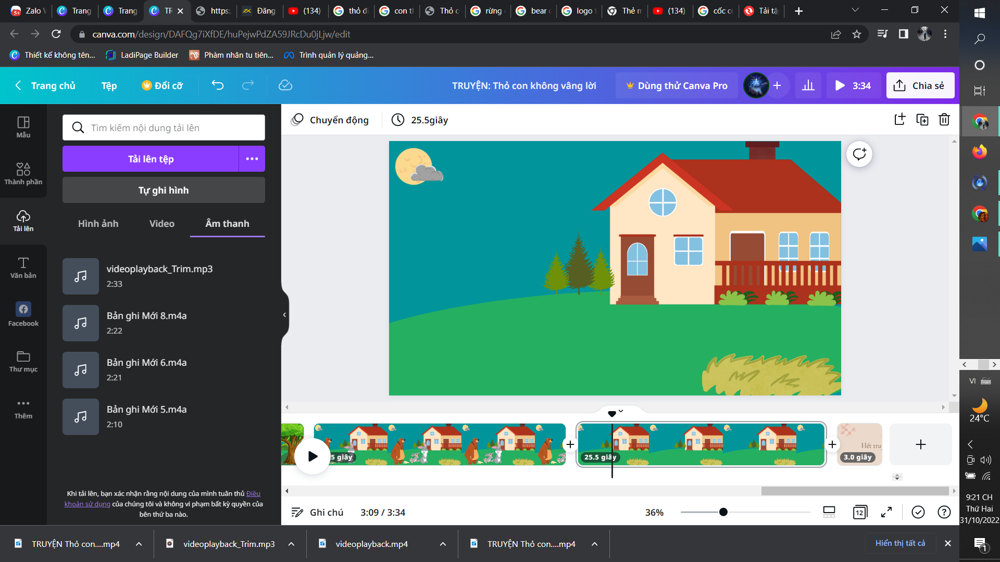 Zalo
Trang
Trang
TR
https:
Đăng
(134)
thỏ đi
con th
Thỏ c
rừng
bear
logo
Thẻ m
(134)
cốc c
Tải tậ
canva.com/design/DAFQg7iXfDE/huPejwPdZA59JRcDu0jLjw/edit
Thiết kế không tên...
LadiPage Builder
Phàm nhân tu tiên...
Trình quản lý quảng...
Trang chủ
Tệp
Đổi cỡ
TRUYỆN: Thỏ con không vâng lời
Dùng thử Canva Pro
3:34
Chia sẻ
Mẫu
Thành phần
Tải lên
Văn bản
Facebook
Thư mục
Thêm
Tìm kiếm nội dung tải lên
Tải lên tệp
Tự ghi hình
Hình ảnh
Video
Âm thanh
videoplayback_Trim.mp3
2:33
Bản ghi Mới 8.m4a
2:22
Bản ghi Mới 6.m4a
2:21
Bản ghi Mới 5.m4a
2:10
Khi tải lên, bạn xác nhận rằng nội dung của mình tuân thủ Điều
khoản sử dụng của chúng tôi và không vi phạm bất kỳ quyền của
bên thứ ba nào.
Chuyển động
25.5giây
5 giây
25.5 giây
Hết tru
3.0 giây
Ghi chú
3:09 / 3:34
36%
12
VI
24°C
9:21 CH
Thứ Hai
31/10/2022
1
TRUYỆN Thỏ con....mp4
videoplayback_Trim.mp3
videoplayback.mp4
TRUYỆN Thỏ con....mp4
Hiển thị tất cả